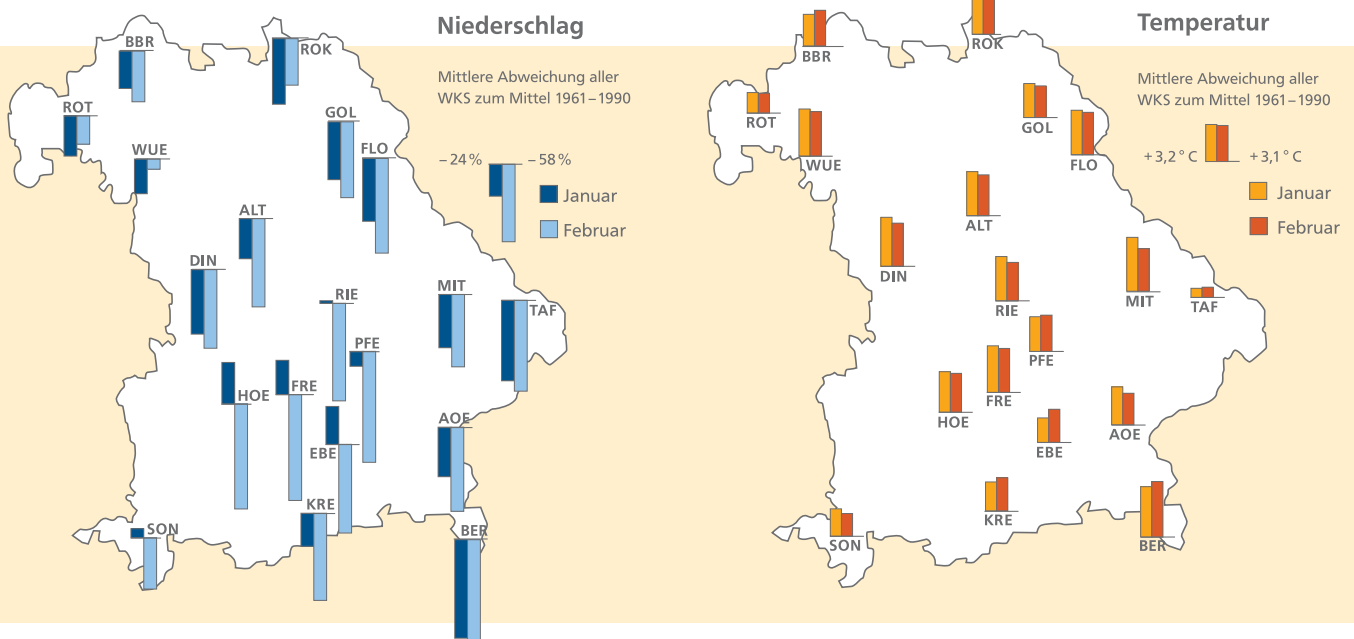 Niederschlag
Mittlere Abweichung aller
WKS zum Mittel 1961–1990
–24% –58%
Januar
Februar
BBR
ROK
ROT
GOL
WUE
FLO
ALT
DIN
RIE
MIT
TAF
PFE
HOE
FRE
EBE
AOE
KRE
SON
BER
Temperatur
Mittlere Abweichung aller
WKS zum Mittel 1961–1990
+3,2°C +3,1°C
Januar
Februar
ROK
BBR
ROT
GOL
WUE
FLO
ALT
DIN
RIE
MIT
TAF
PFE
FRE
HOE
AOE
EBE
KRE
SON
BER